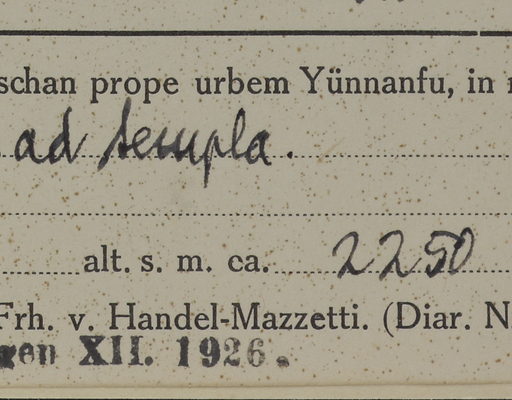 schan prope urbem Yünnanfu, in
ad templa.
alt. s. m. ca. 2250
Frh. v. Handel-Mazzetti. (Diar. N
XII. 1926.